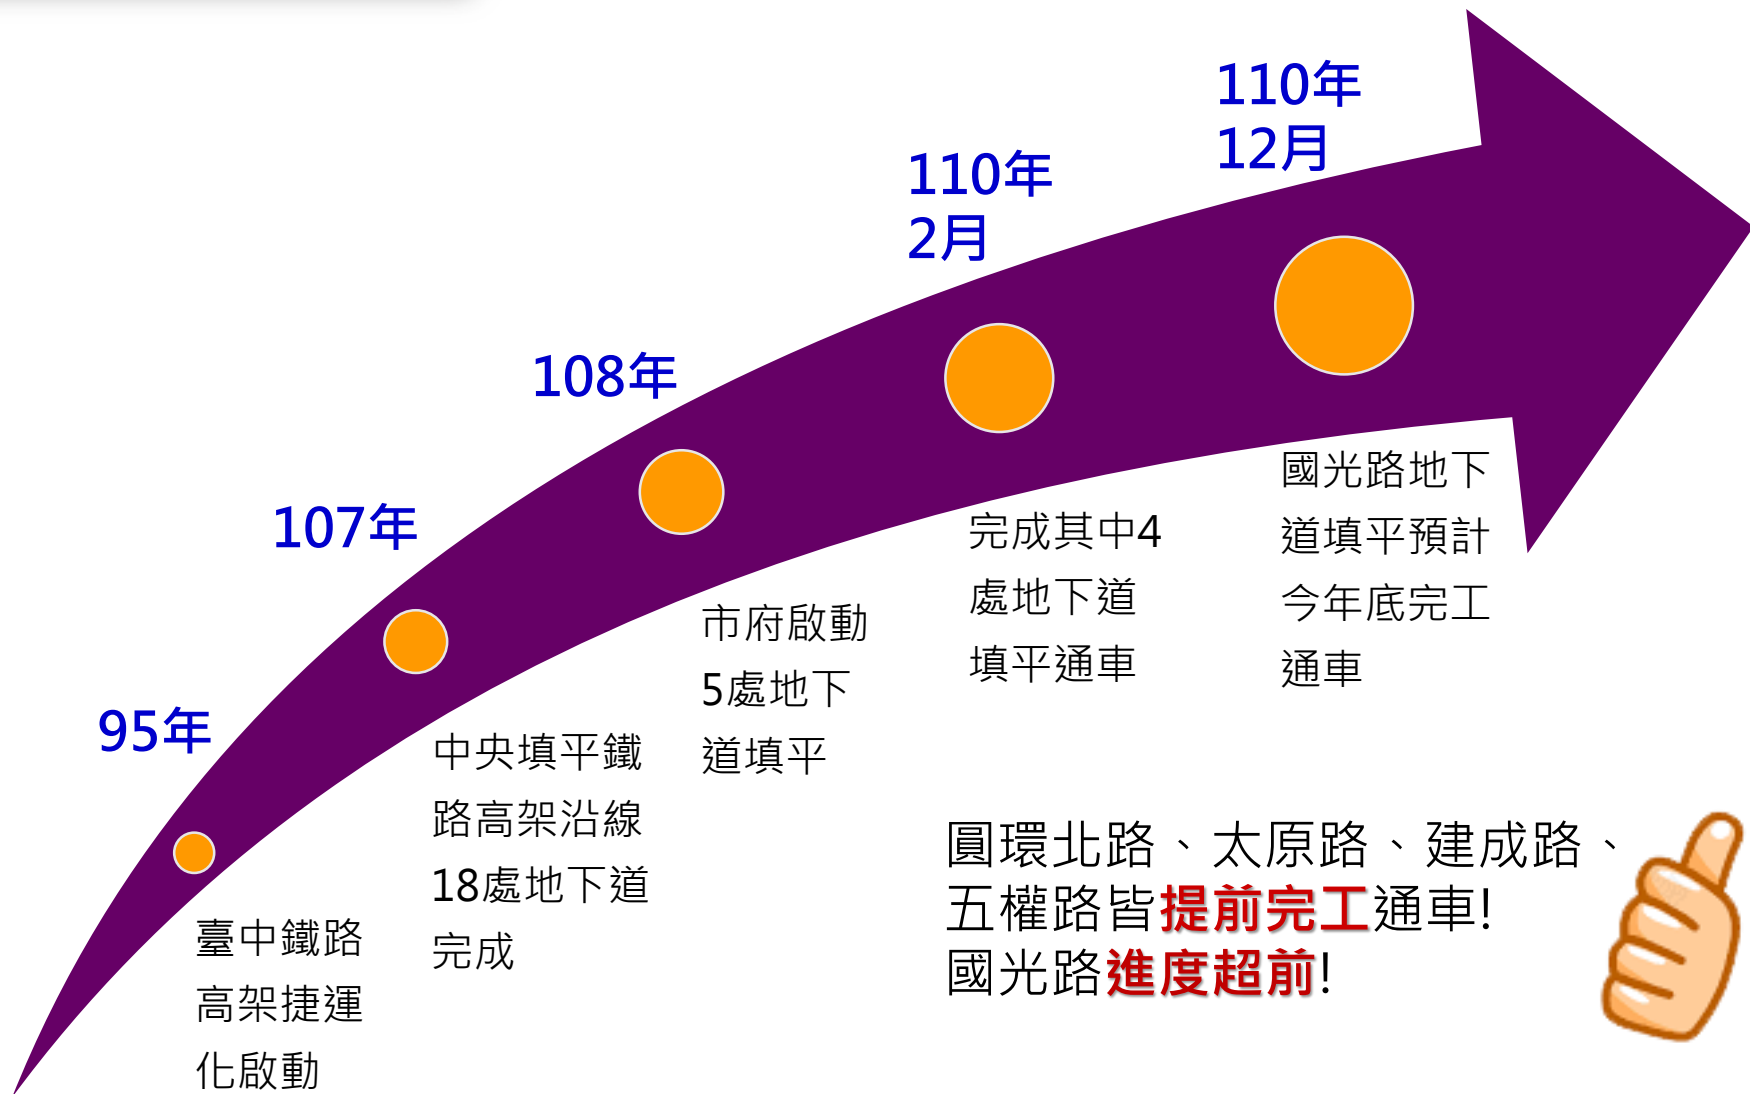 95年
臺中鐵路
高架捷運
化啟動
107年
中央填平鐵
路高架沿線
18處地下道
完成
108年
市府啟動
5處地下
道填平
110年
2月
完成其中4
處地下道
填平通車
110年
12月
國光路地下
道填平預計
今年底完工
通車
圓環北路、太原路、建成路、
五權路皆提前完工通車!
國光路進度超前!